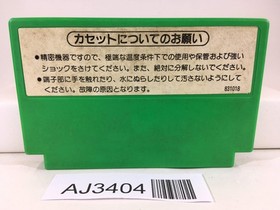 カセットについてのお願い
●精密機器ですので、極端な温度条件下での使用や保管および強い
ショックをさけてください。また、絶対に分解しないでください。
●端子部に手を触れたり、水にぬらしたりして汚さないようにして
ください。故障の原因となります。
831018
AJ3404